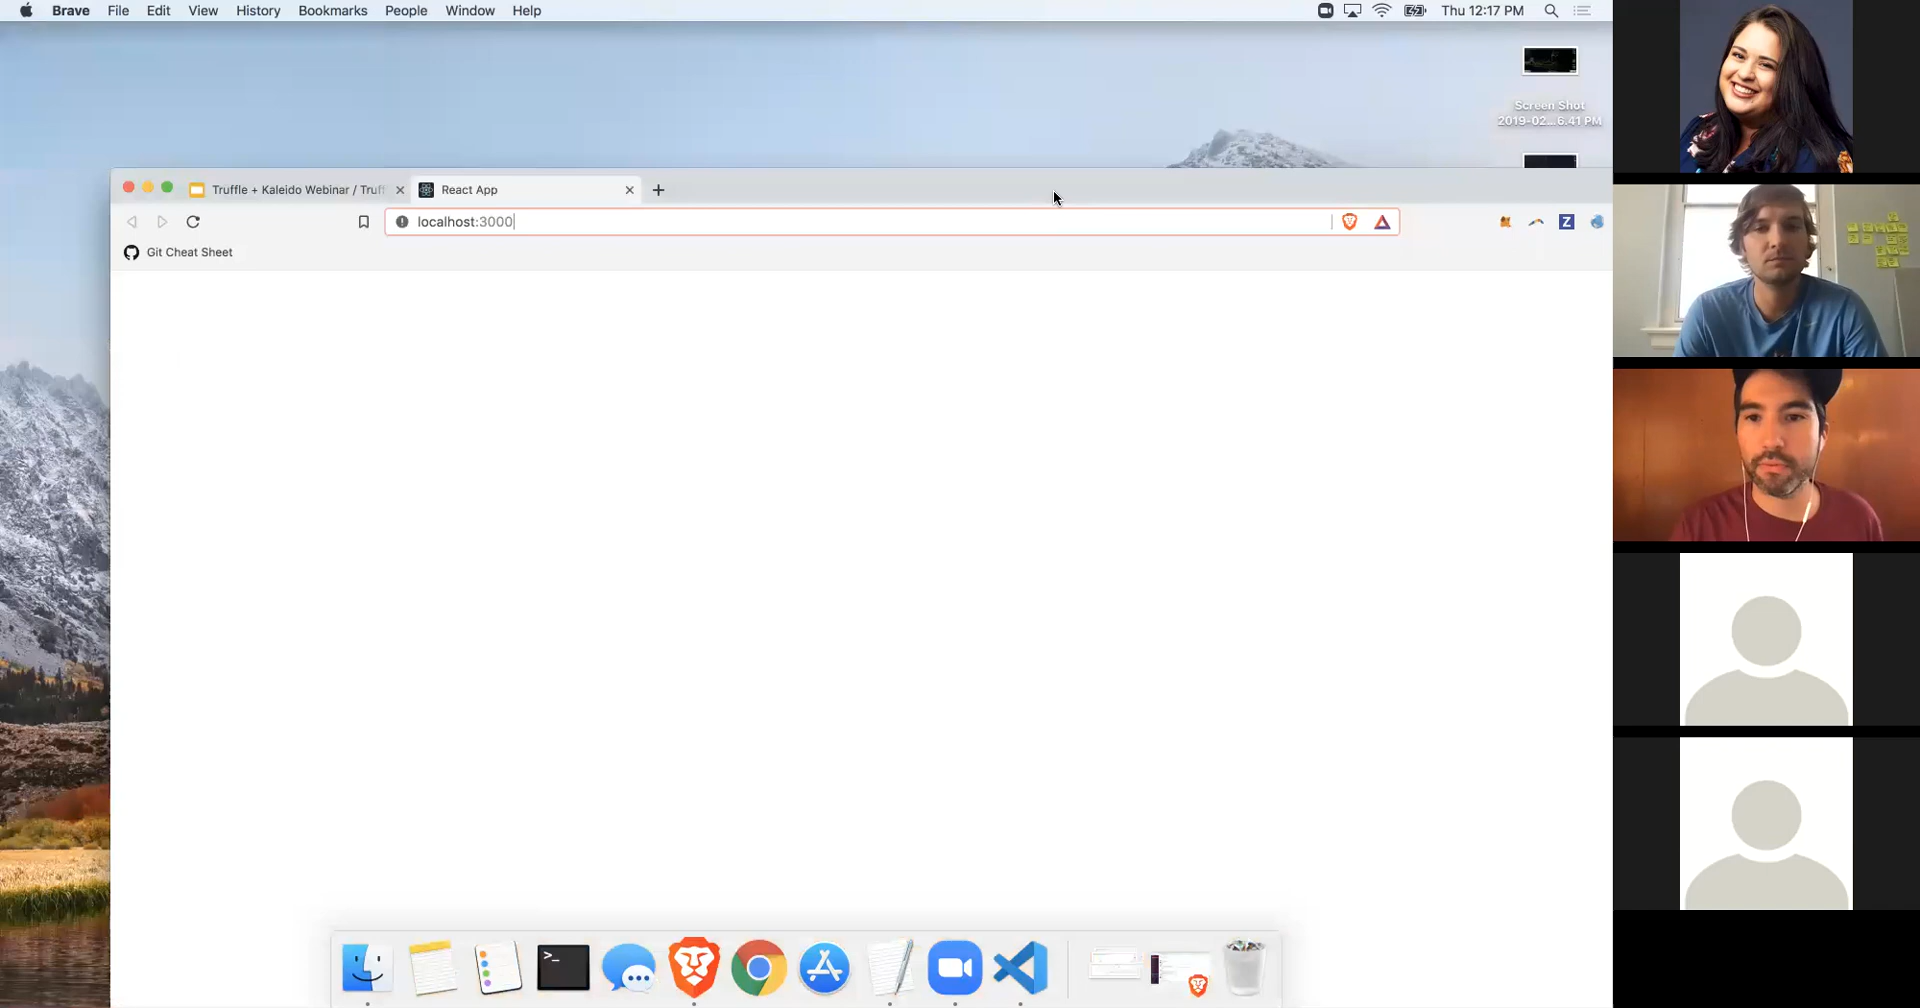 Brave File Edit View History Bookmarks People Window Help Thu 12:17 PM
Screen Shot
2019-02...6.41 PM
Truffle + Kaleido Webinar / Truf
React App
localhost:3000
Z
Git Cheat Sheet
>_